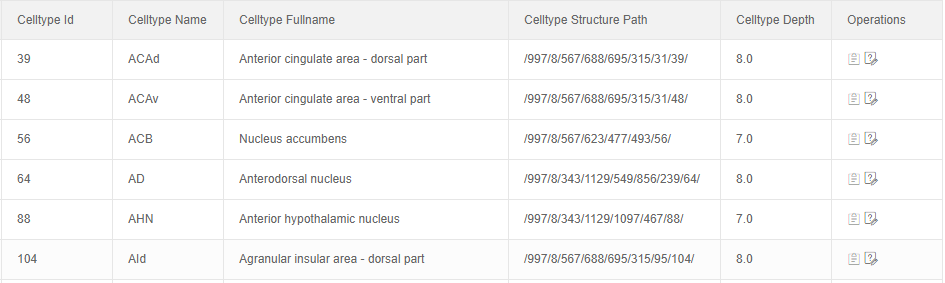 Celltype Id Celltype Name Celltype Fullname Celltype Structure Path Celltype Depth Operations
39 ACAd Anterior cingulate area - dorsal part /997/8/567/688/695/315/31/39/ 8.0
48 ACAv Anterior cingulate area - ventral part /997/8/567/688/695/315/31/48/ 8.0
56 ACB Nucleus accumbens /997/8/567/623/477/493/56/ 7.0
64 AD Anterodorsal nucleus /997/8/343/1129/549/856/239/64/ 8.0
88 AHN Anterior hypothalamic nucleus /997/8/343/1129/1097/467/88/ 7.0
104 AId Agranular insular area - dorsal part /997/8/567/688/695/315/95/104/ 8.0